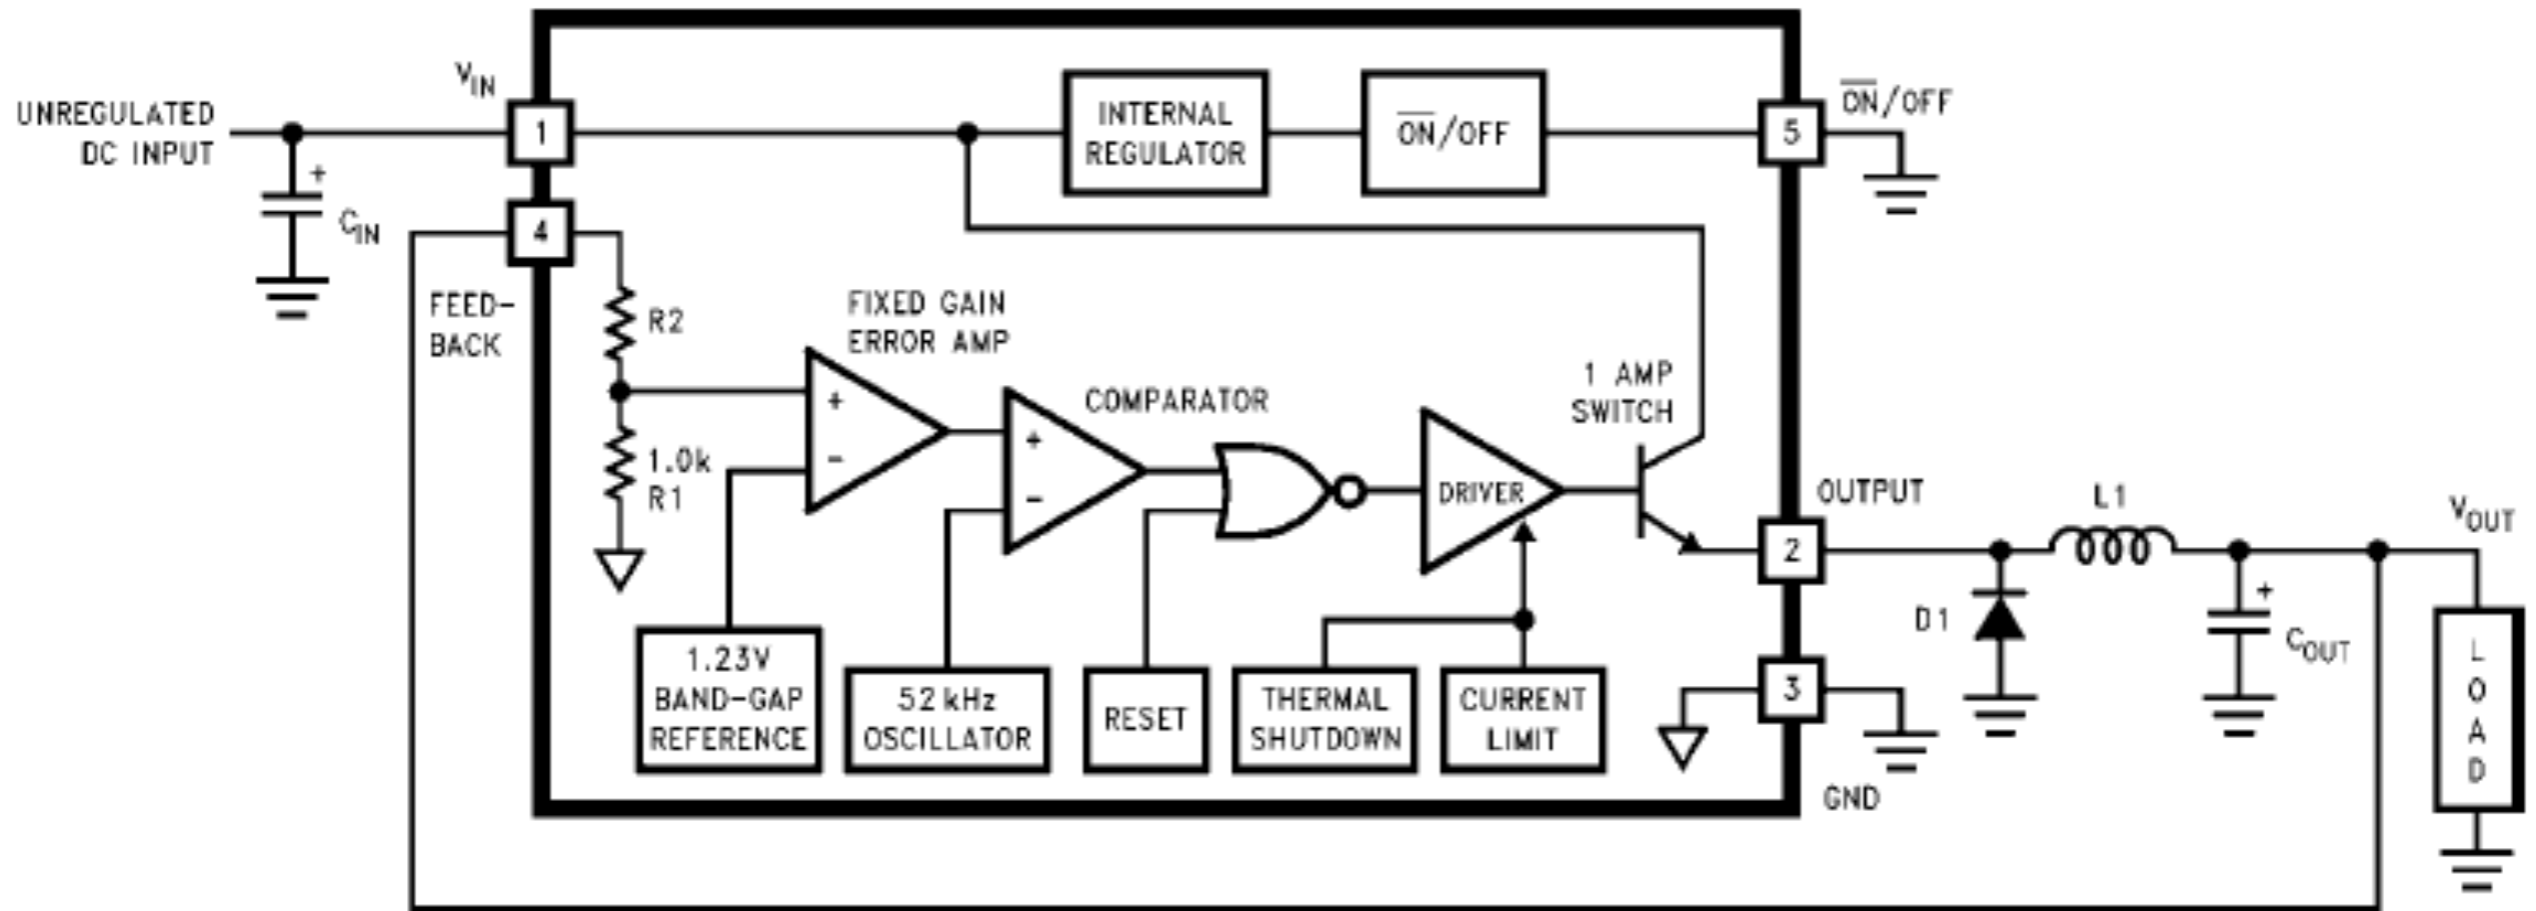 UNREGULATED
DC INPUT
VIN
1
+
CIN
4
FEED-
BACK
INTERNAL
REGULATOR
ON/OFF
5
ON/OFF
R2
1.0k
R1
FIXED GAIN
ERROR AMP
+
-
COMPARATOR
+
-
DRIVER
1 AMP
SWITCH
OUTPUT
2
L1
VOUT
D1
+
COUT
LOAD
1.23V
BAND-GAP
REFERENCE
52 kHz
OSCILLATOR
RESET
THERMAL
SHUTDOWN
CURRENT
LIMIT
3
GND